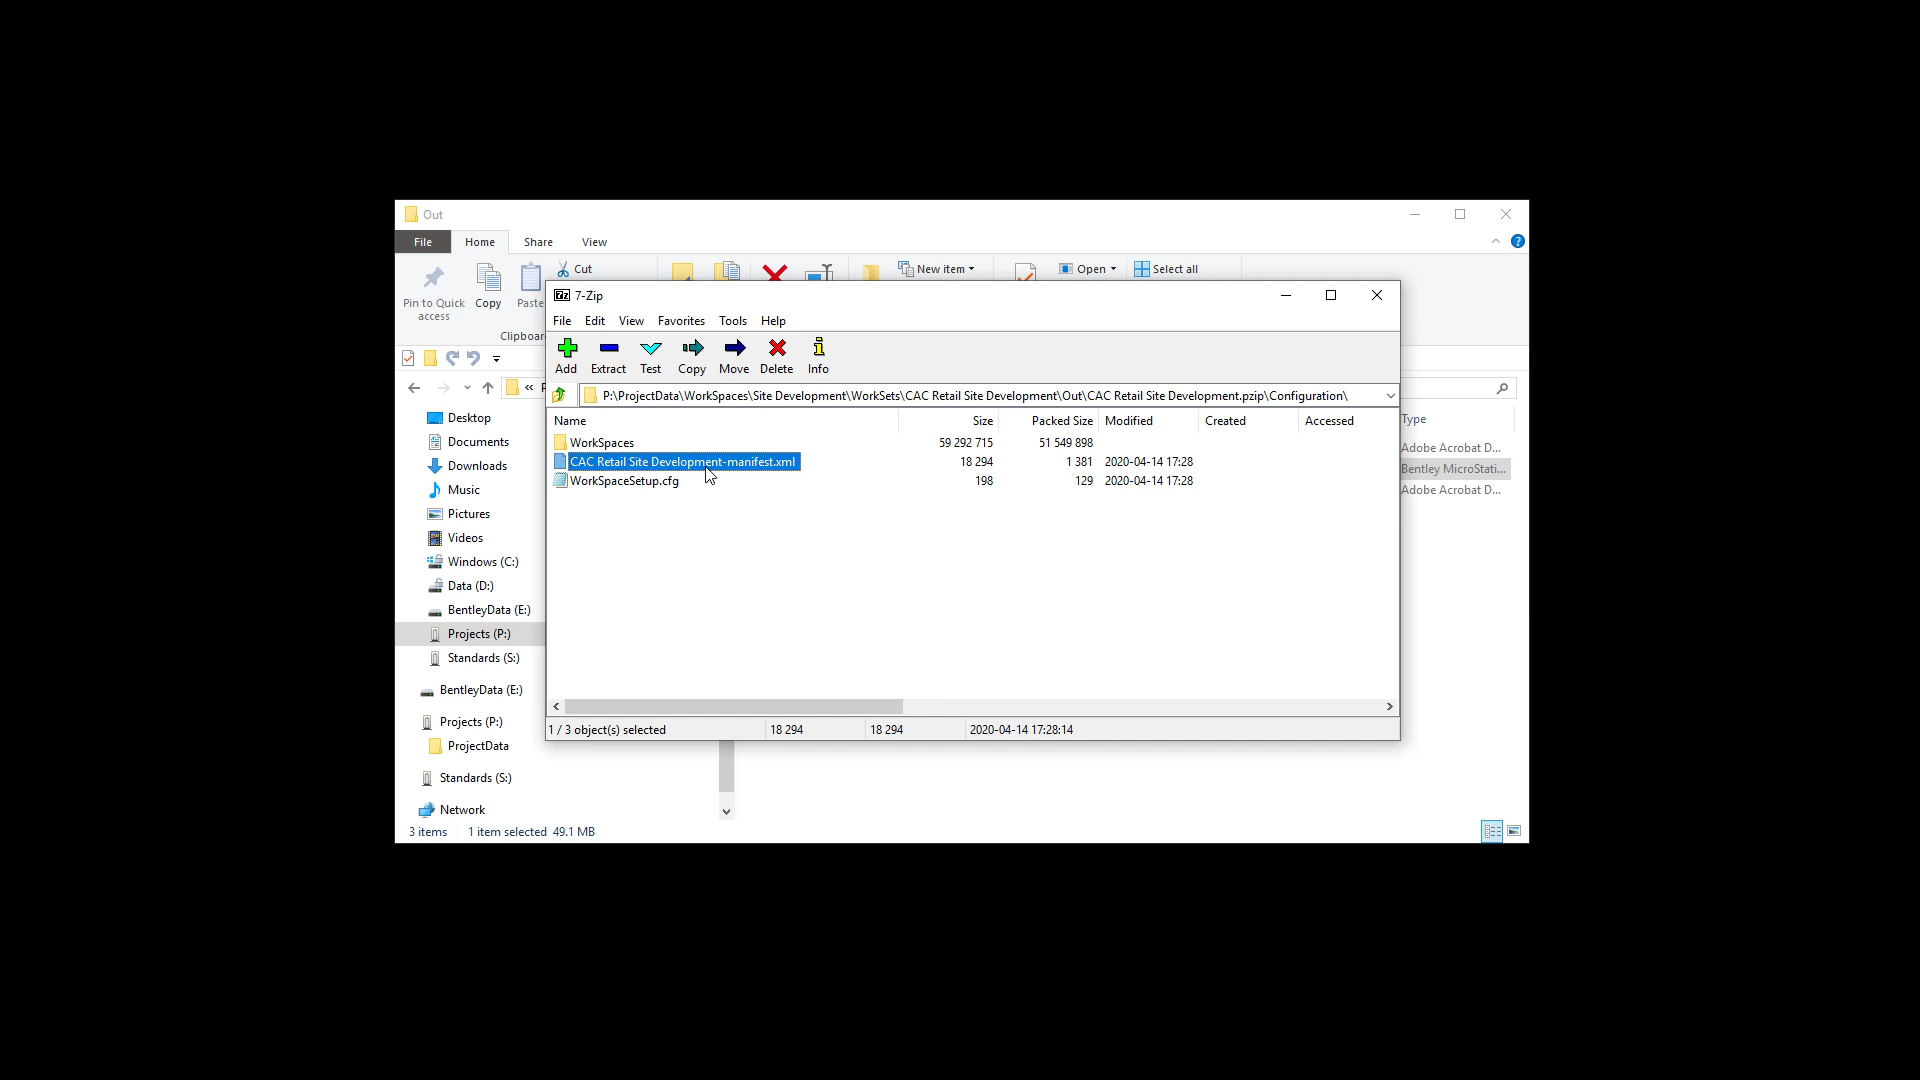 Out
File Home Share View
?
Pin to Quick access
Copy
Paste
Cut
New item
Open
Select all
Clipboar
7-Zip
File Edit View Favorites Tools Help
Add Extract Test Copy Move Delete Info
P:\ProjectData\WorkSpaces\Site Development\WorkSets\CAC Retail Site Development\Out\CAC Retail Site Development.pzip\Configuration\
Name Size Packed Size Modified Created Accessed
WorkSpaces 59 292 715 51 549 898
CAC Retail Site Development-manifest.xml 18 294 1 381 2020-04-14 17:28
WorkSpaceSetup.cfg 198 129 2020-04-14 17:28
1 / 3 object(s) selected 18 294 18 294 2020-04-14 17:28:14
Type
Adobe Acrobat D...
Bentley MicroStati...
Adobe Acrobat D...
Desktop
Documents
Downloads
Music
Pictures
Videos
Windows (C:)
Data (D:)
BentleyData (E:)
Projects (P:)
Standards (S:)
BentleyData (E:)
Projects (P:)
ProjectData
Standards (S:)
Network
3 items 1 item selected 49.1 MB